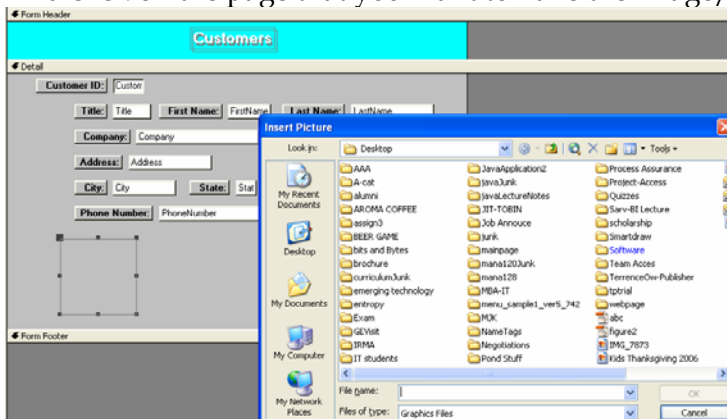 Form Header
Customers
Detail
Customer ID: Custom
Title: Title First Name: FirstName Last Name: LastName
Company: Company
Address: Address
City: City State: Stat
Phone Number: PhoneNumber
Form Footer
Insert Picture
Look in: Desktop Tools
My Recent Documents
Desktop
My Documents
My Computer
My Network Places
AAA
A-cat
alumni
AROMA COFFEE
assign3
BEER GAME
bits and Bytes
brochure
curriculumJunk
emerging technology
entropy
Exam
GEVisit
IRMA
IT students
JavaApplication2
javaJunk
javaLectureNotes
JIT-TOBIN
Job Annouce
junk
mainpage
mana120Junk
mana128
MBA-IT
menu_sample1_ver5_742
MJK
NameTags
Negotiations
Pond Stuff
Process Assurance
Project-Access
Quizzes
Sarv-BI Lecture
scholarship
Smartdraw
Software
Team Acces
TerrenceOw-Publisher
tptrial
webpage
abc
figure2
IMG_7873
Kids Thanksgiving 2006
File name:
OK
Files of type: Graphics Files
Cancel